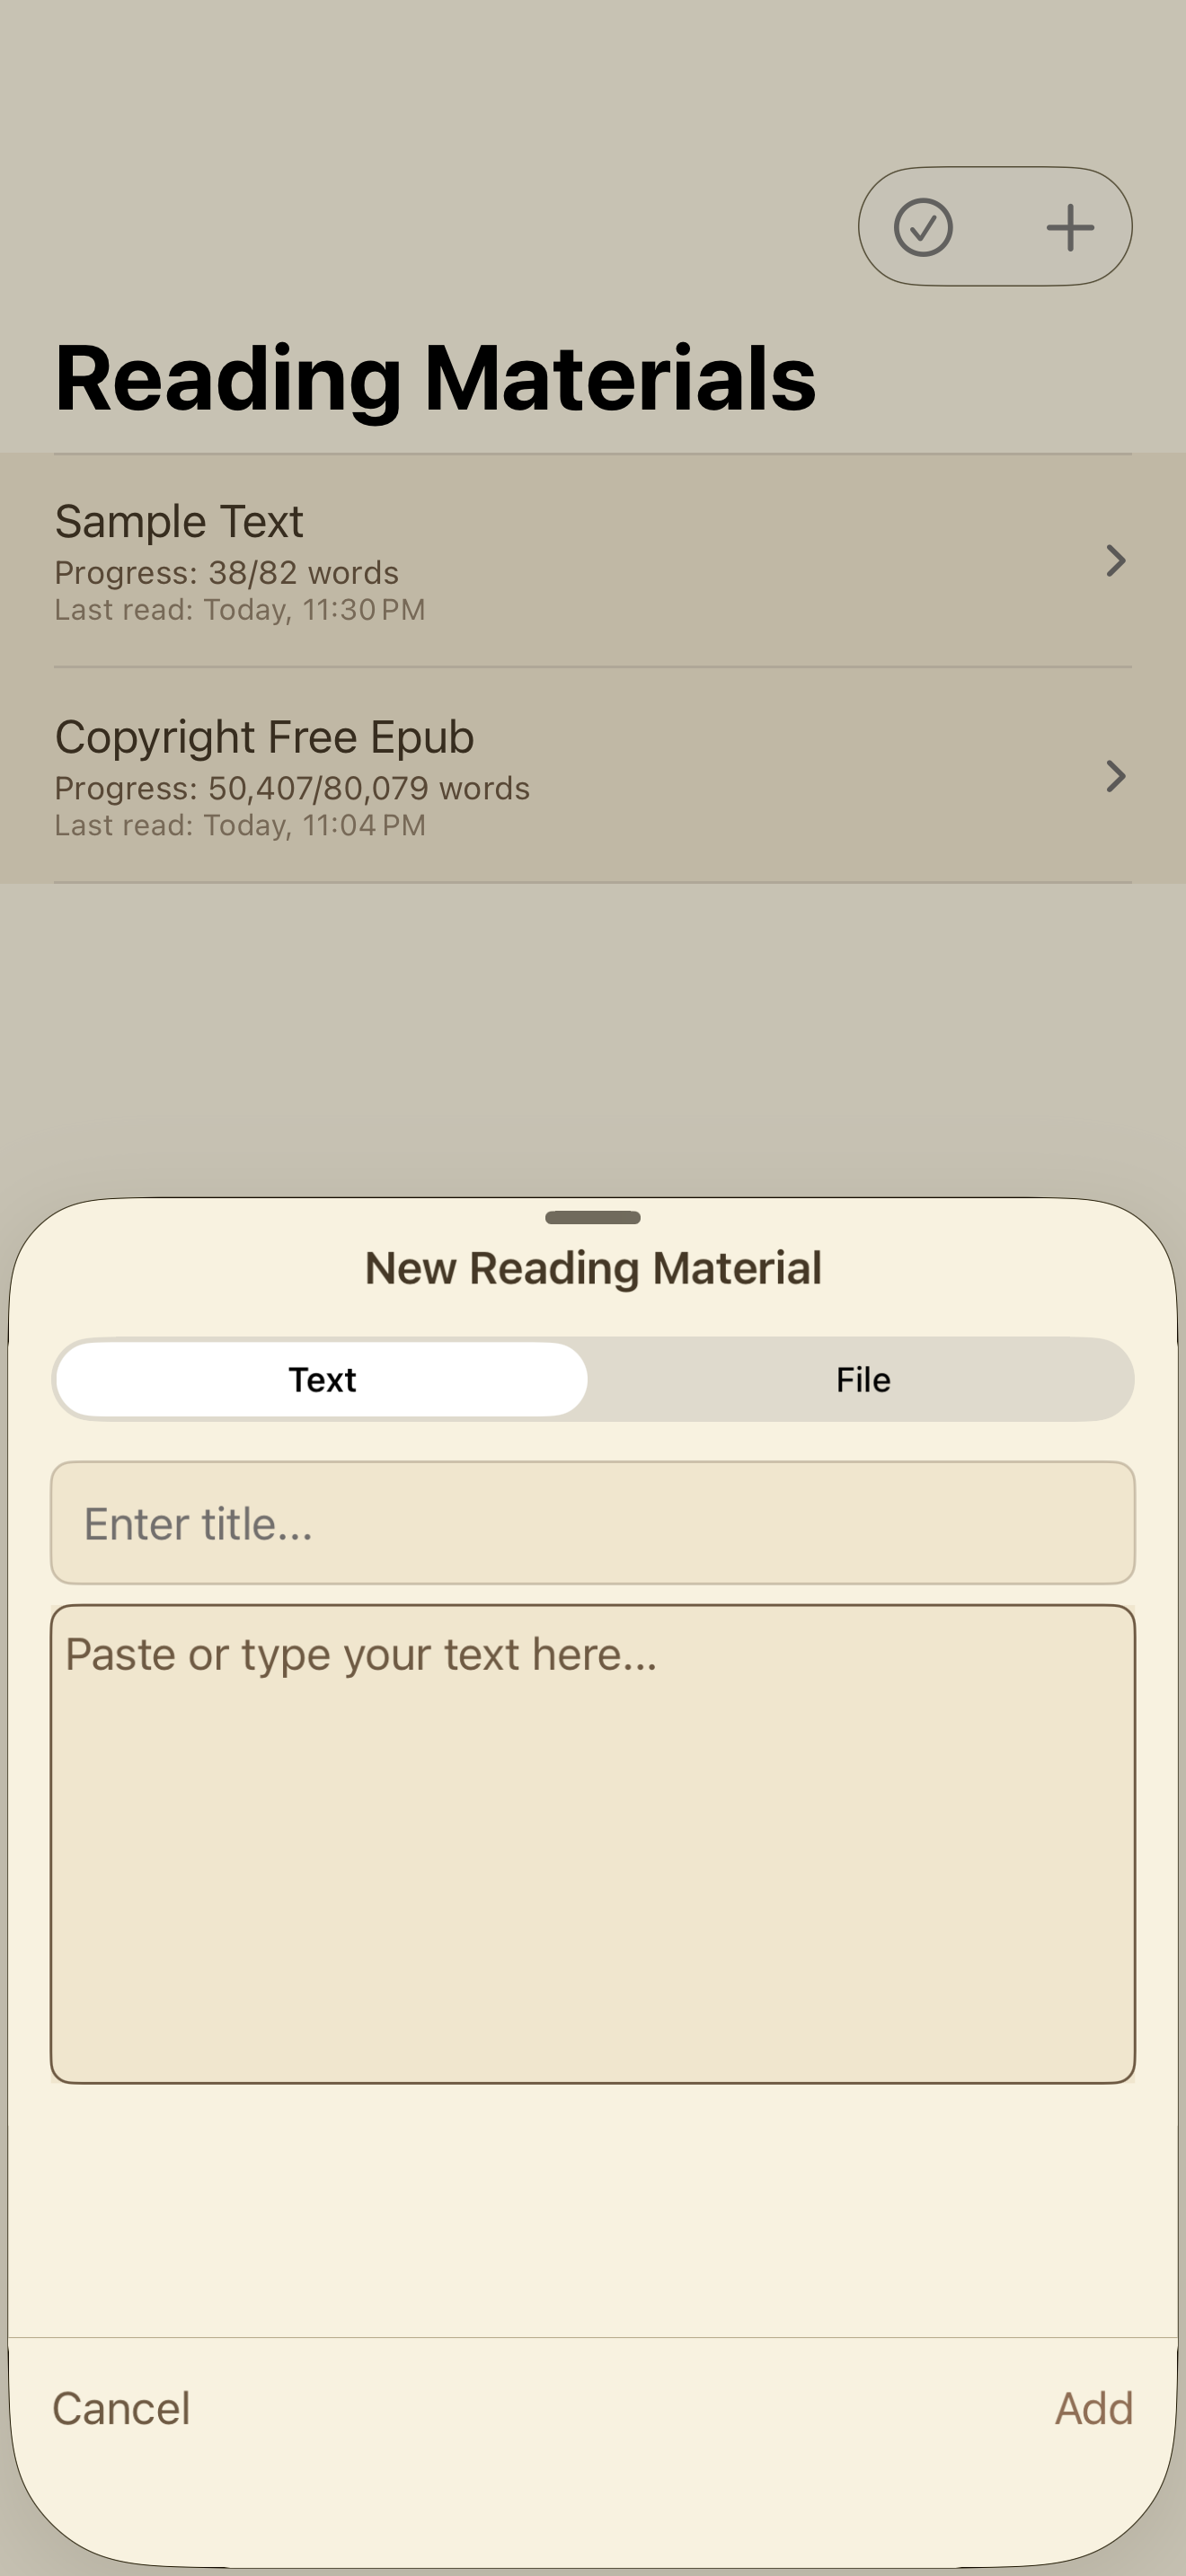 Reading Materials
Sample Text
Progress: 38/82 words
Last read: Today, 11:30 PM
Copyright Free Epub
Progress: 50,407/80,079 words
Last read: Today, 11:04 PM
New Reading Material
Text File
Enter title...
Paste or type your text here...
Cancel Add